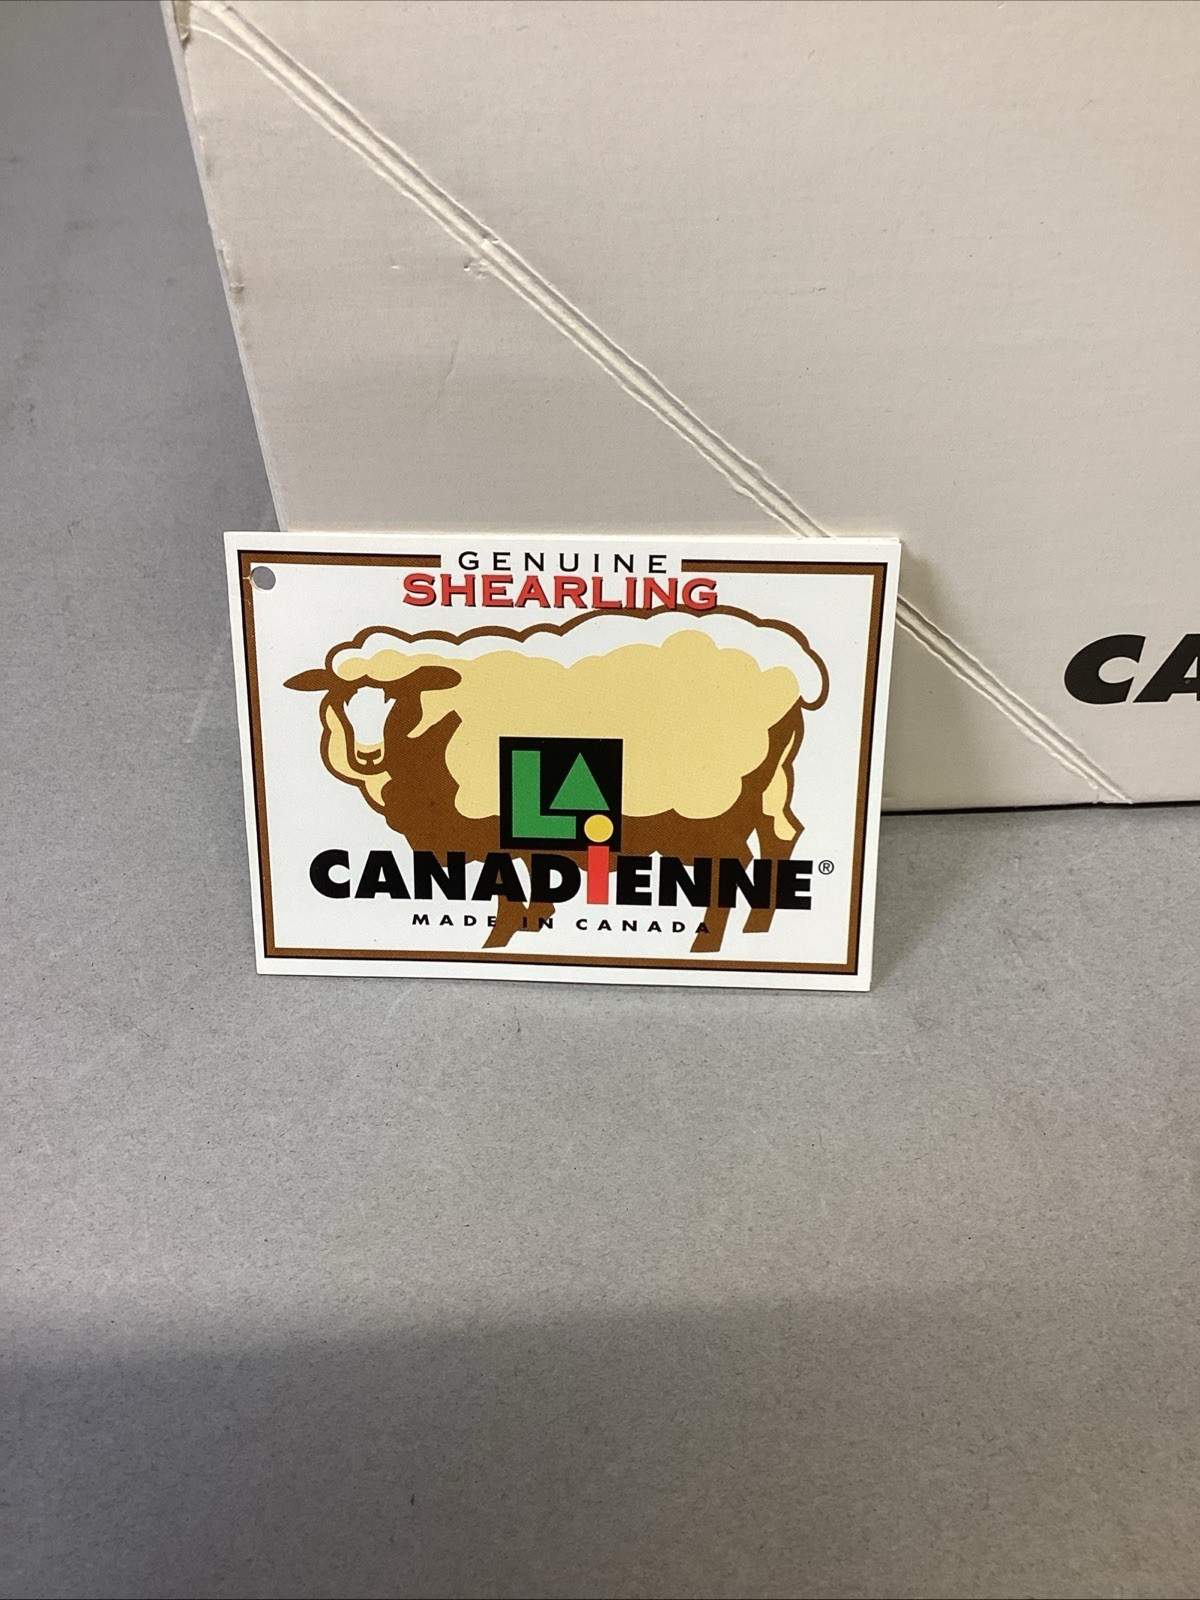 GENUINE
SHEARLING
LA
CANADiENNE®
MADE IN CANADA
CA